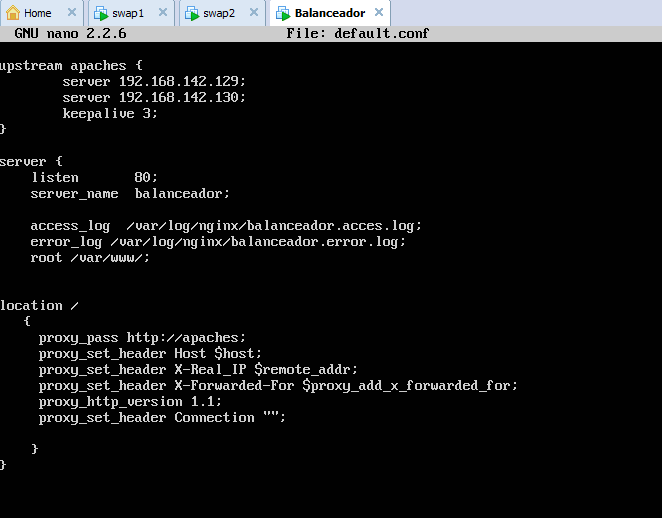 Home swap1 swap2 Balanceador
GNU nano 2.2.6 File: default.conf
upstream apaches {
server 192.168.142.129;
server 192.168.142.130;
keepalive 3;
}
server {
listen 80;
server_name balanceador;
access_log /var/log/nginx/balanceador.acces.log;
error_log /var/log/nginx/balanceador.error.log;
root /var/www/;
location /
{
proxy_pass http://apaches;
proxy_set_header Host $host;
proxy_set_header X-Real_IP $remote_addr;
proxy_set_header X-Forwarded-For $proxy_add_x_forwarded_for;
proxy_http_version 1.1;
proxy_set_header Connection "";
}
}